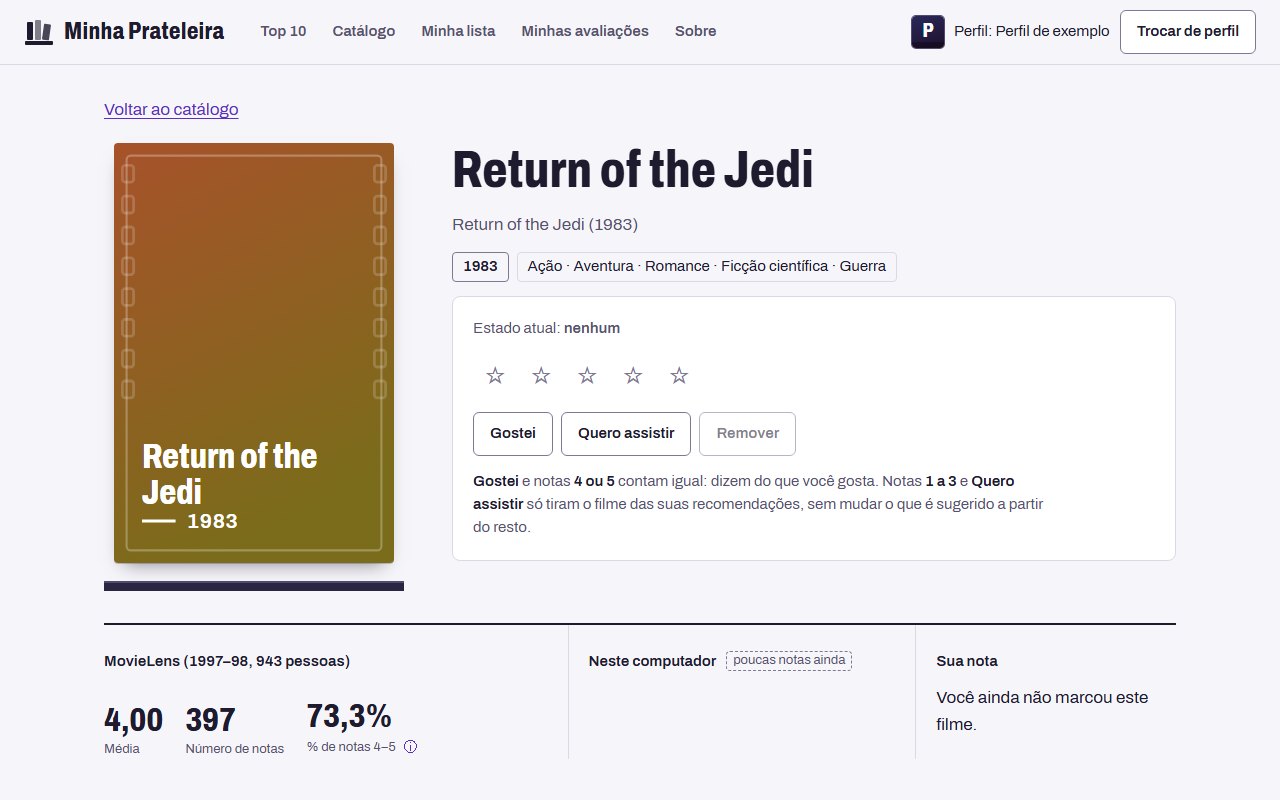 Minha Prateleira
Top 10
Catálogo
Minha lista
Minhas avaliações
Sobre
P
Perfil: Perfil de exemplo
Trocar de perfil
Voltar ao catálogo
Return of the
Jedi
1983
Return of the Jedi
Return of the Jedi (1983)
1983
Ação · Aventura · Romance · Ficção científica · Guerra
Estado atual: nenhum
Gostei
Quero assistir
Remover
Gostei e notas 4 ou 5 contam igual: dizem do que você gosta. Notas 1 a 3 e Quero
assistir só tiram o filme das suas recomendações, sem mudar o que é sugerido a partir
do resto.
MovieLens (1997–98, 943 pessoas)
4,00
Média
397
Número de notas
73,3%
% de notas 4–5
Neste computador
poucas notas ainda
Sua nota
Você ainda não marcou este
filme.